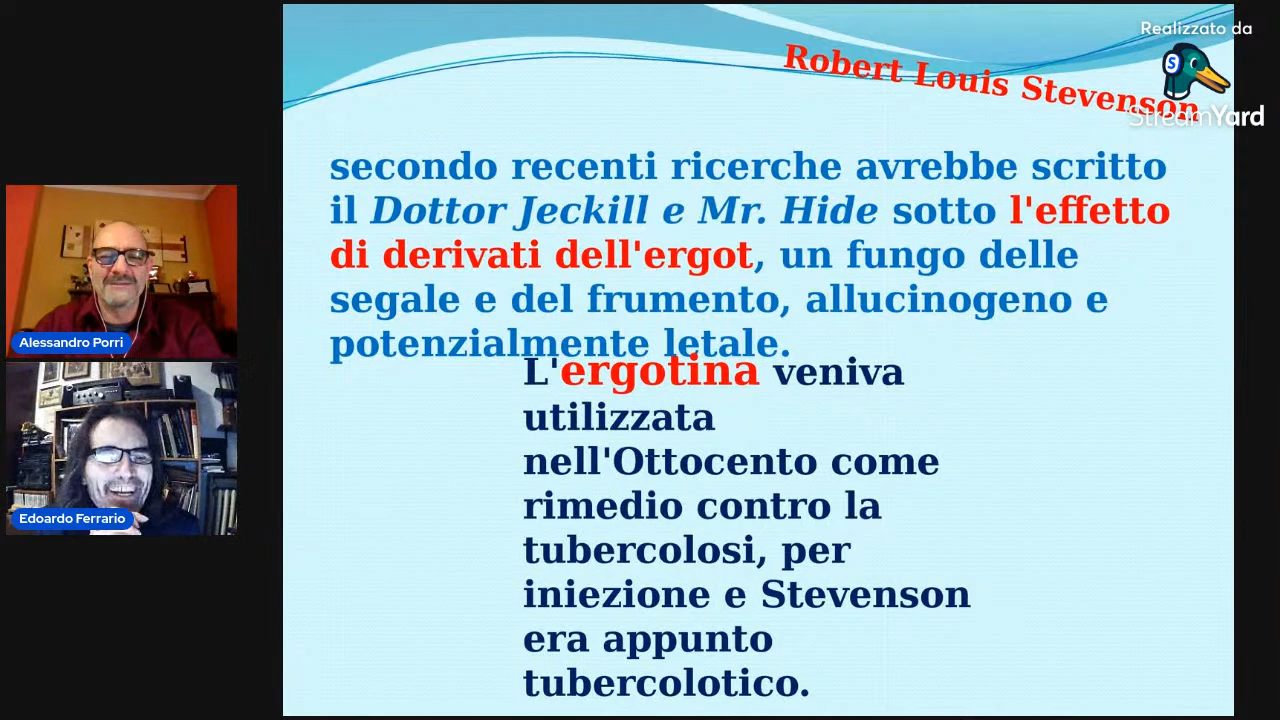 Realizzato da
StreamYard
Robert Louis Stevenson
secondo recenti ricerche avrebbe scritto
il Dottor Jeckill e Mr. Hide sotto l'effetto
di derivati dell'ergot, un fungo delle
segale e del frumento, allucinogeno e
potenzialmente letale.
L'ergotina veniva
utilizzata
nell'Ottocento come
rimedio contro la
tubercolosi, per
iniezione e Stevenson
era appunto
tubercolotico.
Alessandro Porri
Edoardo Ferrario